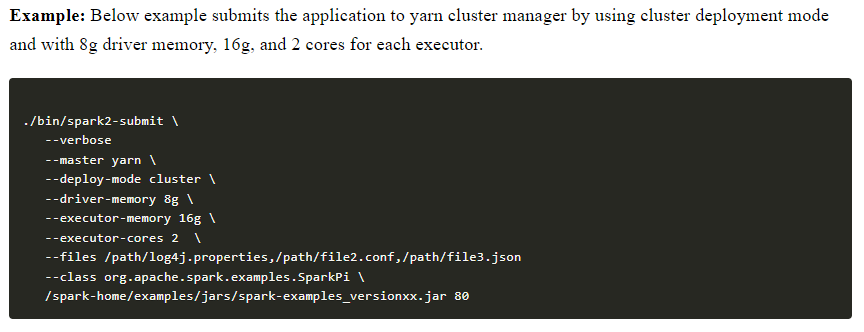 Example: Below example submits the application to yarn cluster manager by using cluster deployment mode
and with 8g driver memory, 16g, and 2 cores for each executor.
./bin/spark2-submit \
   --verbose
   --master yarn \
   --deploy-mode cluster \
   --driver-memory 8g \
   --executor-memory 16g \
   --executor-cores 2  \
   --files /path/log4j.properties,/path/file2.conf,/path/file3.json
   --class org.apache.spark.examples.SparkPi \
   /spark-home/examples/jars/spark-examples_versionxx.jar 80